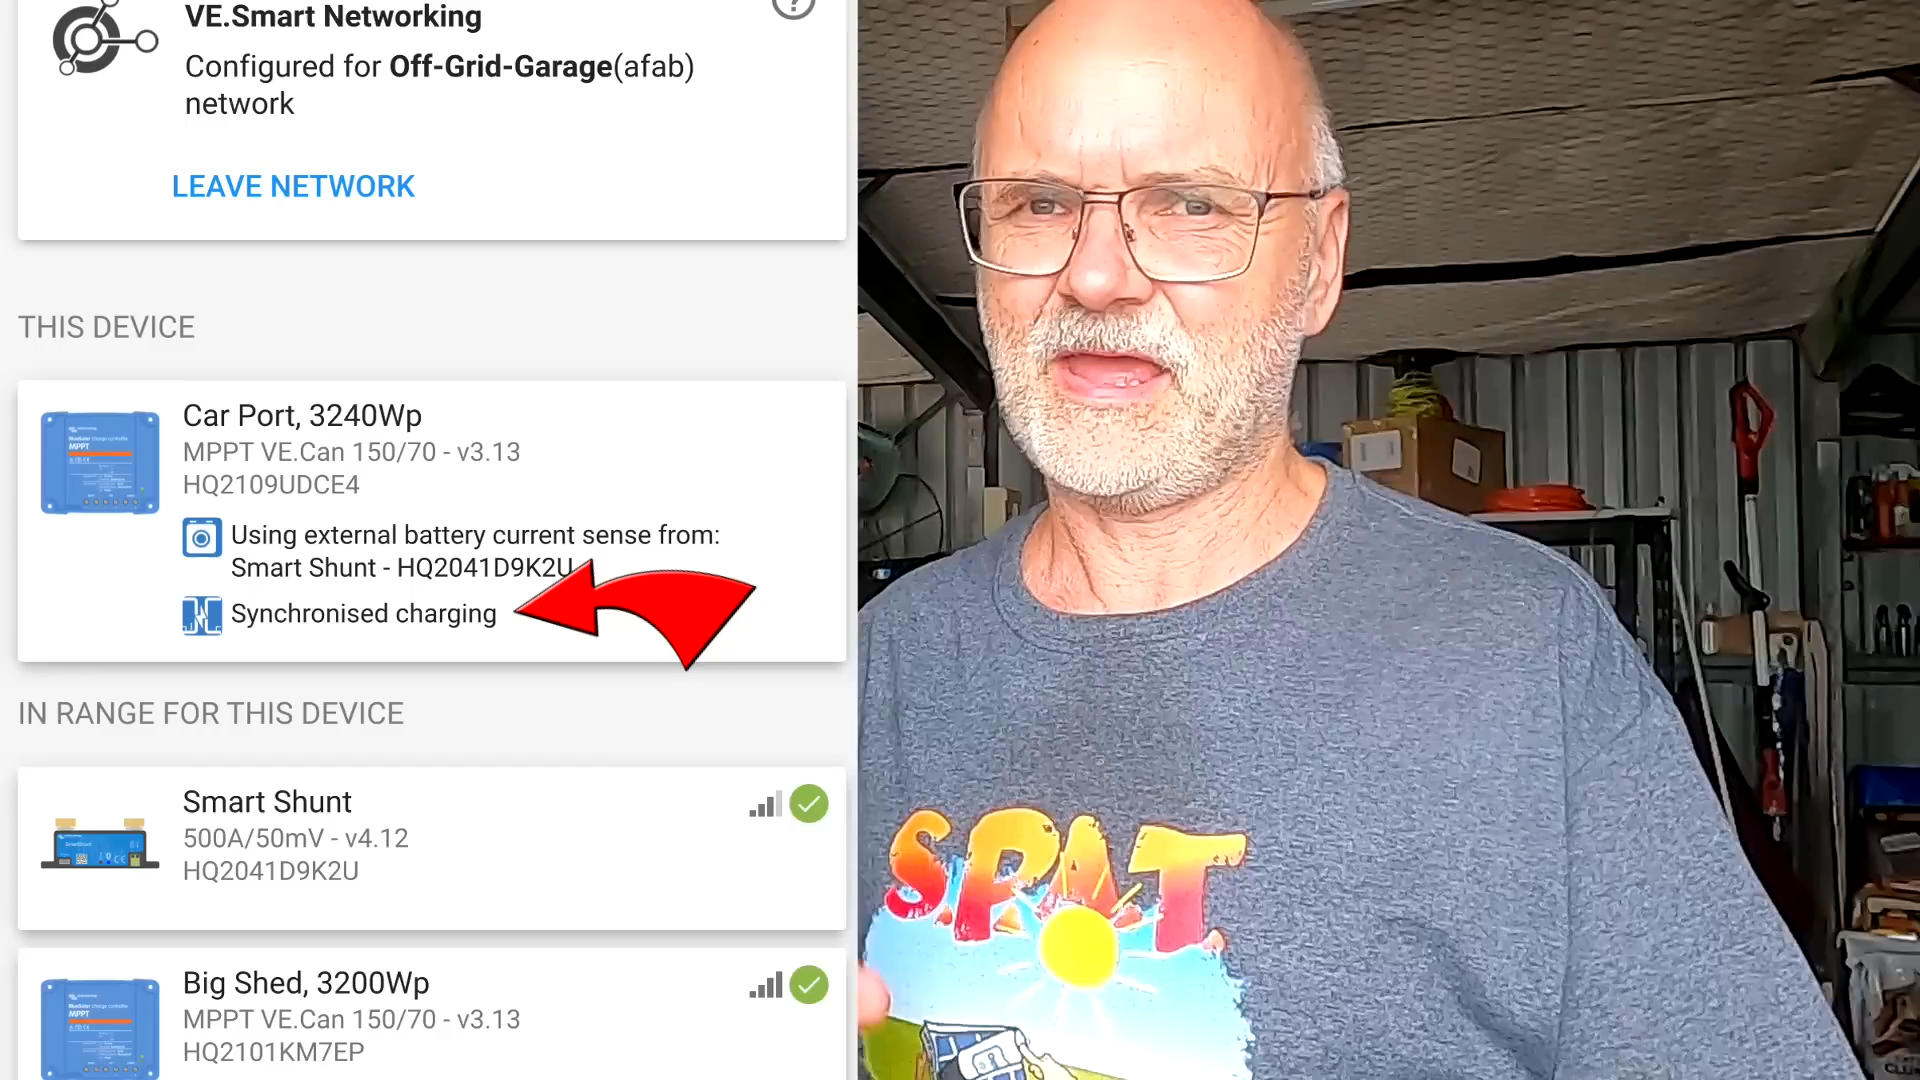 VE.Smart Networking
Configured for Off-Grid-Garage(afab)
network
LEAVE NETWORK
THIS DEVICE
Car Port, 3240Wp
MPPT VE.Can 150/70 - v3.13
HQ2109UDCE4
Using external battery current sense from:
Smart Shunt - HQ2041D9K2U
Synchronised charging
IN RANGE FOR THIS DEVICE
Smart Shunt
500A/50mV - v4.12
HQ2041D9K2U
Big Shed, 3200Wp
MPPT VE.Can 150/70 - v3.13
HQ2101KM7EP
MPPT
MPPT
S.P.A.T.